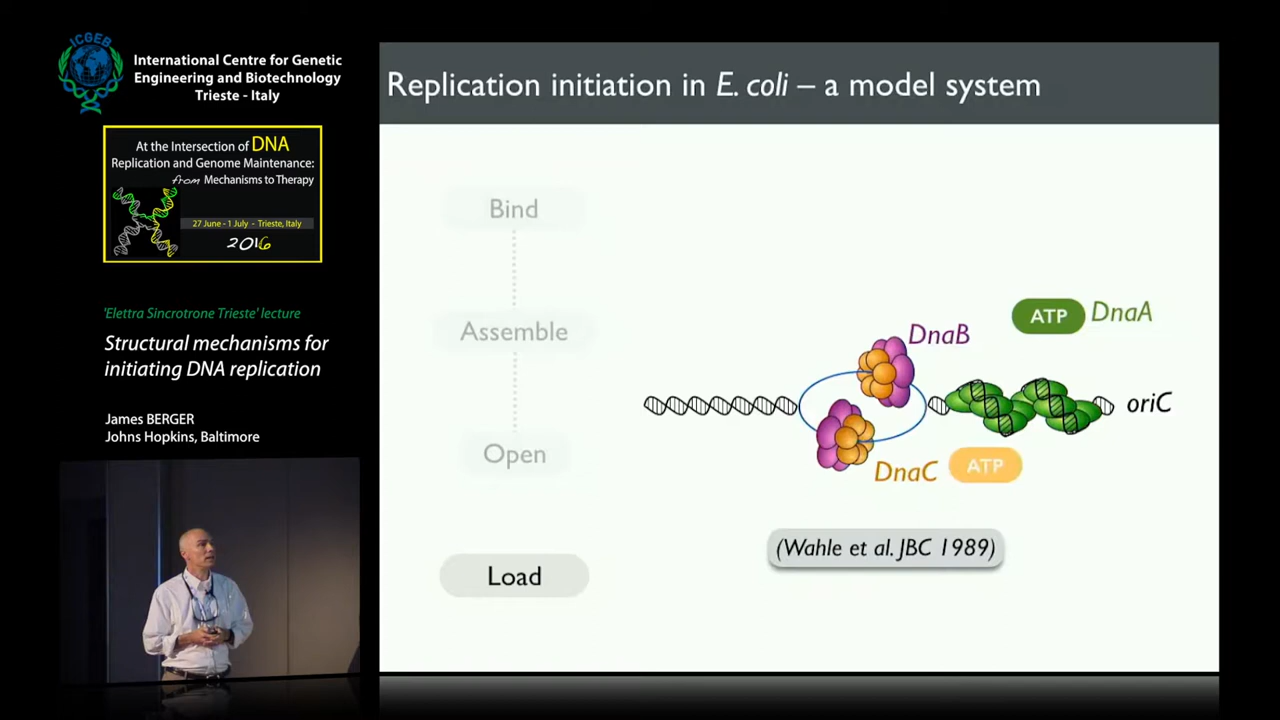 ICGEB
International Centre for Genetic
Engineering and Biotechnology
Trieste - Italy
At the Intersection of DNA
Replication and Genome Maintenance:
from Mechanisms to Therapy
27 June - 1 July - Trieste, Italy
2016
'Elettra Sincrotrone Trieste' lecture
Structural mechanisms for
initiating DNA replication
James BERGER
Johns Hopkins, Baltimore
Replication initiation in E. coli – a model system
Bind
Assemble
Open
Load
DnaB
ATP DnaA
oriC
DnaC ATP
(Wahle et al. JBC 1989)